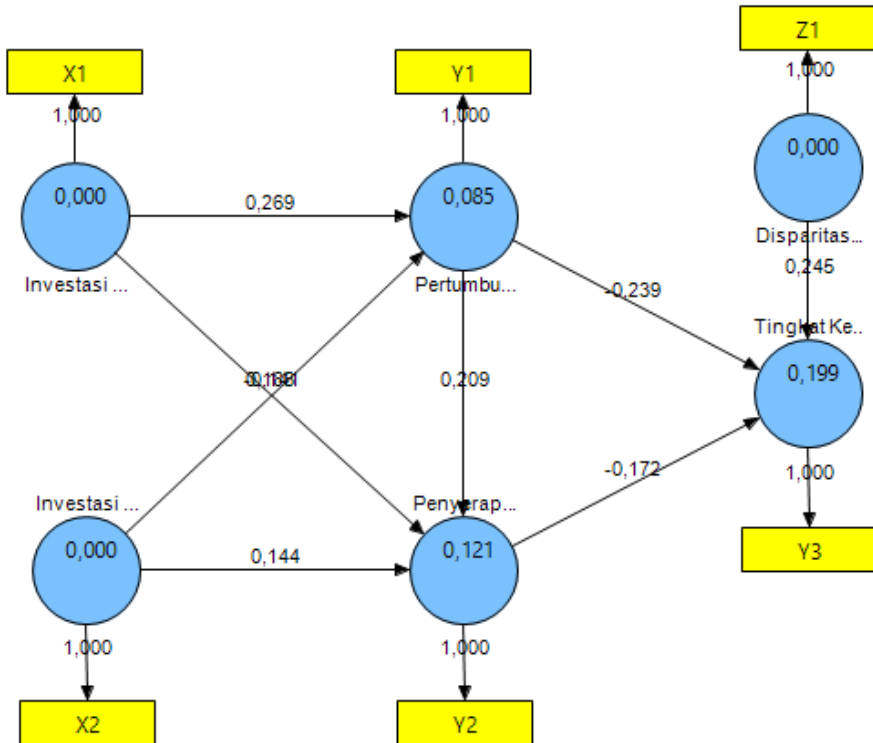 Z1
X1
Y1
1,000
1,000
1,000
0,000
0,000
0,085
0,269
Disparitas...
Investasi ...
Pertumbu...
0,245
-0,239
Tingkat Ke..
0,199
0,209
-0,172
Investasi ...
Penyerap...
1,000
0,000
0,144
0,121
Y3
1,000
1,000
X2
Y2